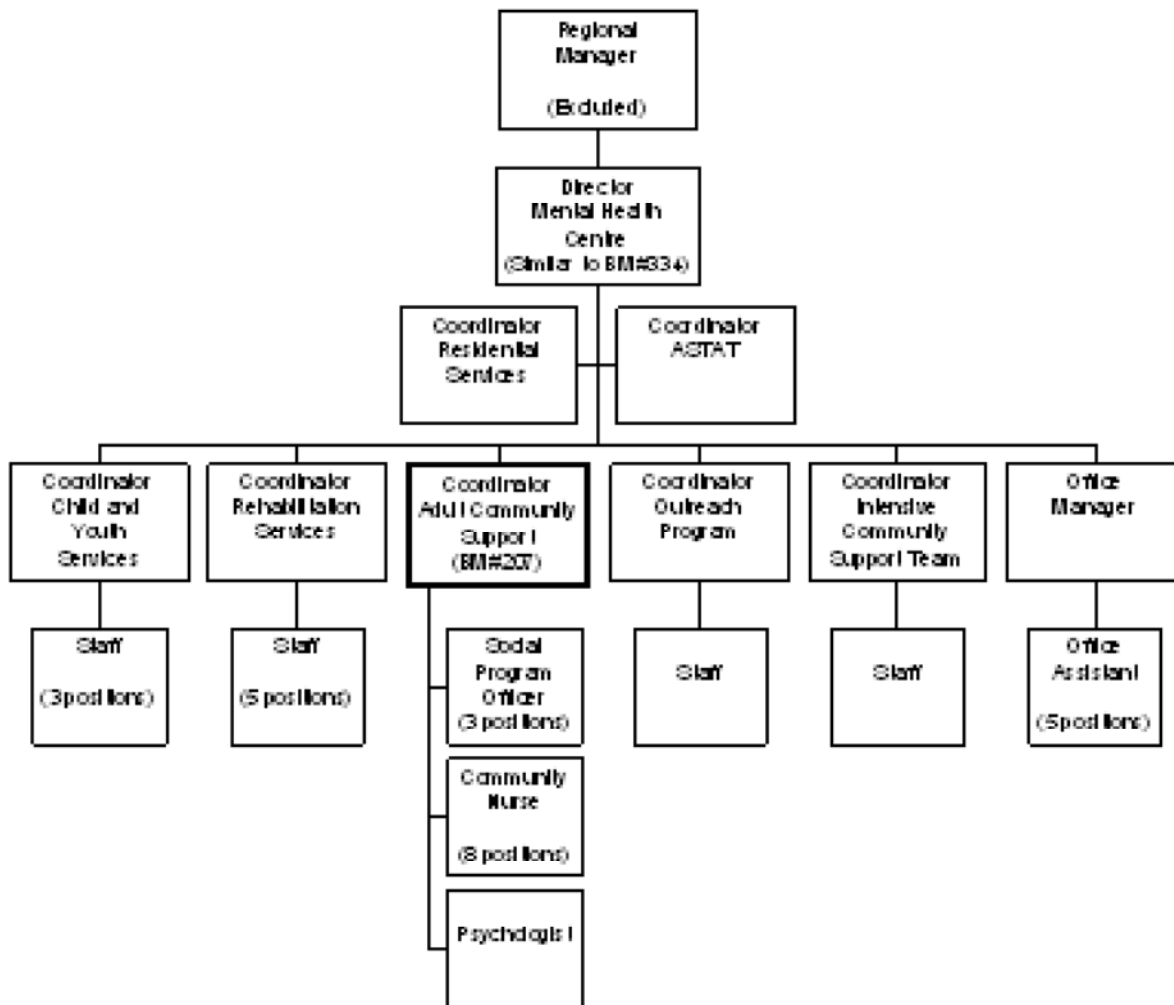 Regional
Manager
(Excluded)
Director
Mental Health
Centre
(Similar to BM#334)
Coordinator
Residential
Services
Coordinator
ASTAT
Coordinator
Child and
Youth
Services
Coordinator
Rehabilitation
Services
Coordinator
Adult Community
Support
(BM#207)
Coordinator
Outreach
Program
Coordinator
Intensive
Community
Support Team
Office
Manager
Staff
(3 positions)
Staff
(5 positions)
Social
Program
Officer
(3 positions)
Staff
Staff
Office
Assistant
(5 positions)
Community
Nurse
(8 positions)
Psychologist